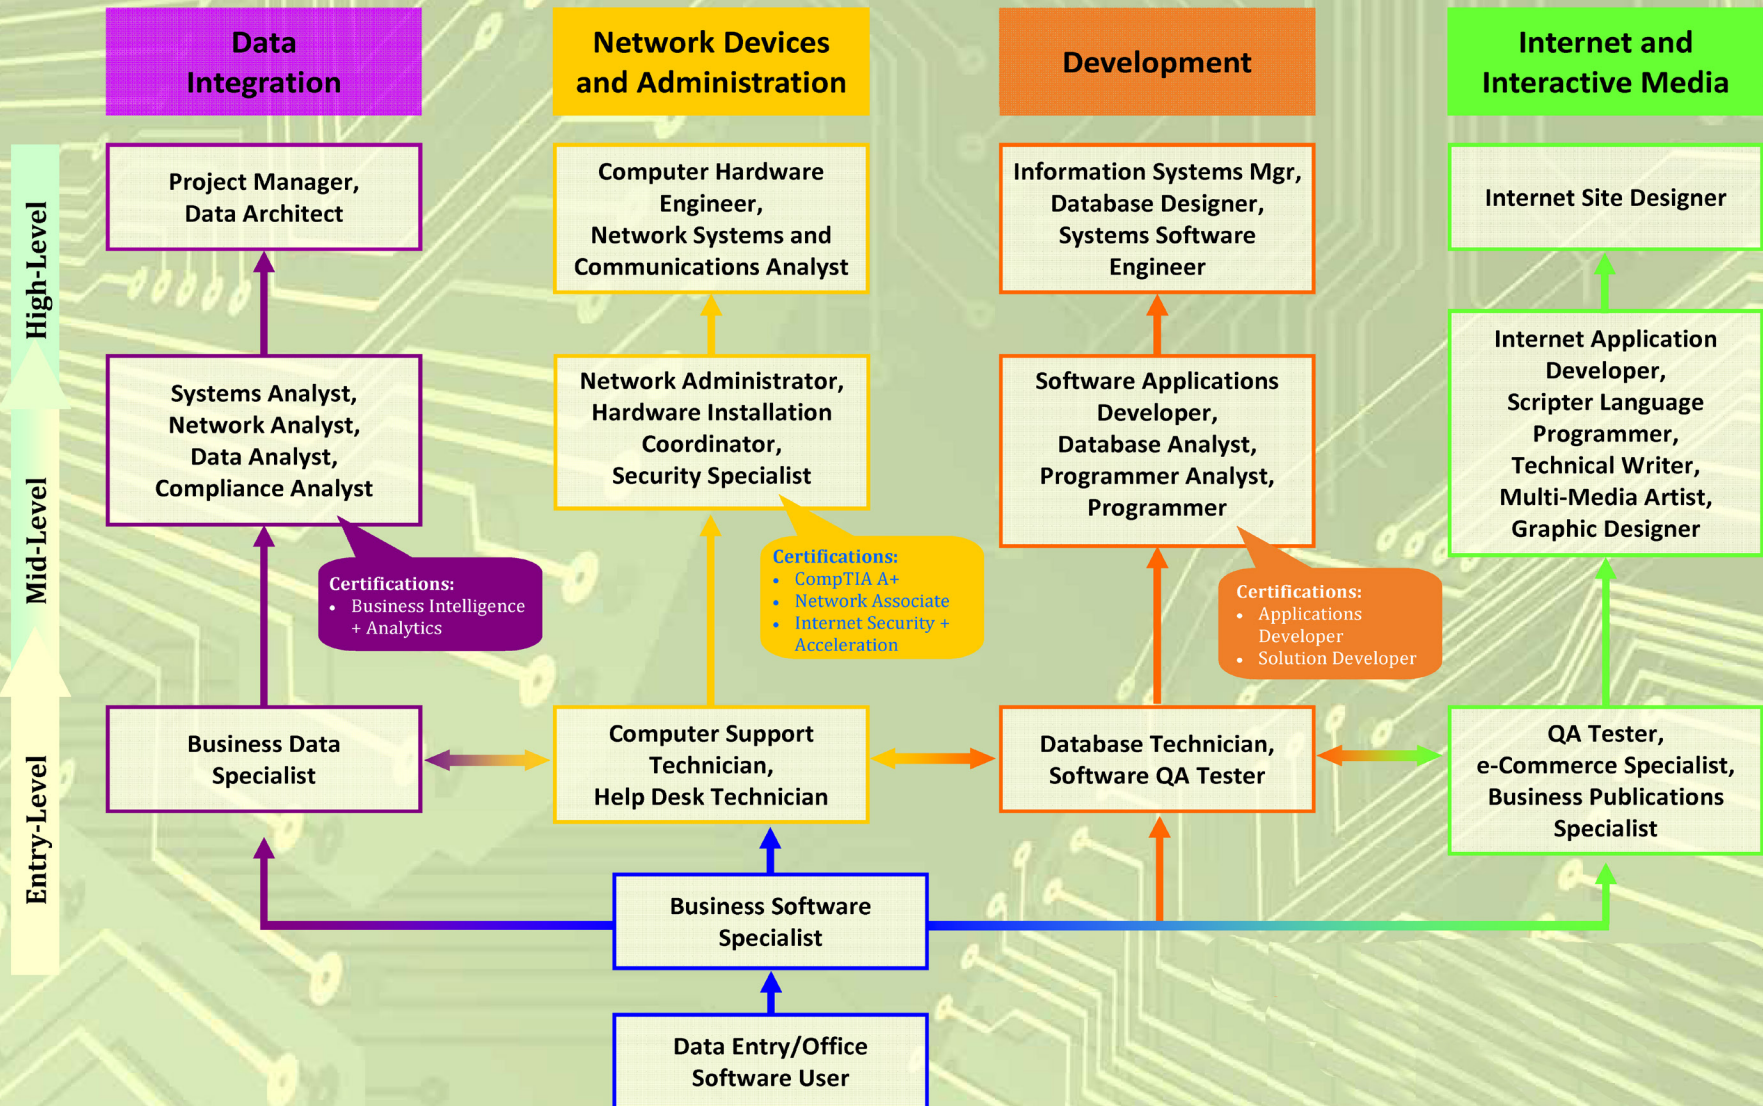 Data
Integration
Network Devices
and Administration
Development
Internet and
Interactive Media
High-Level
Mid-Level
Entry-Level
Project Manager,
Data Architect
Computer Hardware
Engineer,
Network Systems and
Communications Analyst
Information Systems Mgr,
Database Designer,
Systems Software
Engineer
Internet Site Designer
Systems Analyst,
Network Analyst,
Data Analyst,
Compliance Analyst
Network Administrator,
Hardware Installation
Coordinator,
Security Specialist
Software Applications
Developer,
Database Analyst,
Programmer Analyst,
Programmer
Internet Application
Developer,
Scripter Language
Programmer,
Technical Writer,
Multi-Media Artist,
Graphic Designer
Certifications:
• Business Intelligence
+ Analytics
Certifications:
• CompTIA A+
• Network Associate
• Internet Security +
Acceleration
Certifications:
• Applications
Developer
• Solution Developer
Business Data
Specialist
Computer Support
Technician,
Help Desk Technician
Database Technician,
Software QA Tester
QA Tester,
e-Commerce Specialist,
Business Publications
Specialist
Business Software
Specialist
Data Entry/Office
Software User